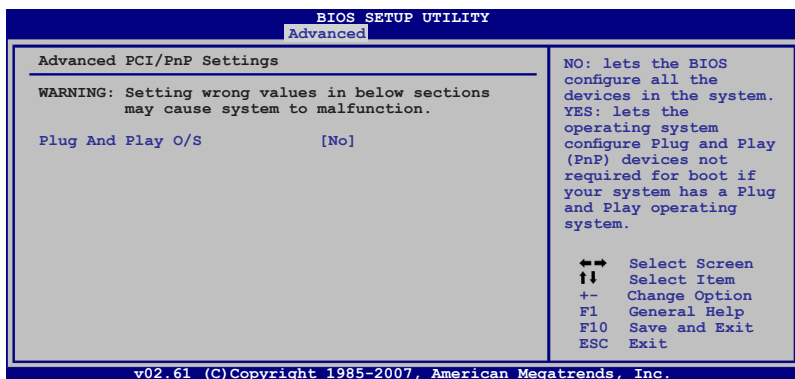 BIOS SETUP UTILITY
Advanced
Advanced PCI/PnP Settings
WARNING: Setting wrong values in below sections
may cause system to malfunction.
Plug And Play O/S [No]
NO: lets the BIOS
configure all the
devices in the system.
YES: lets the
operating system
configure Plug and Play
(PnP) devices not
required for boot if
your system has a Plug
and Play operating
system.
←→ Select Screen
↑↓ Select Item
+- Change Option
F1 General Help
F10 Save and Exit
ESC Exit
v02.61 (C)Copyright 1985-2007, American Megatrends, Inc.